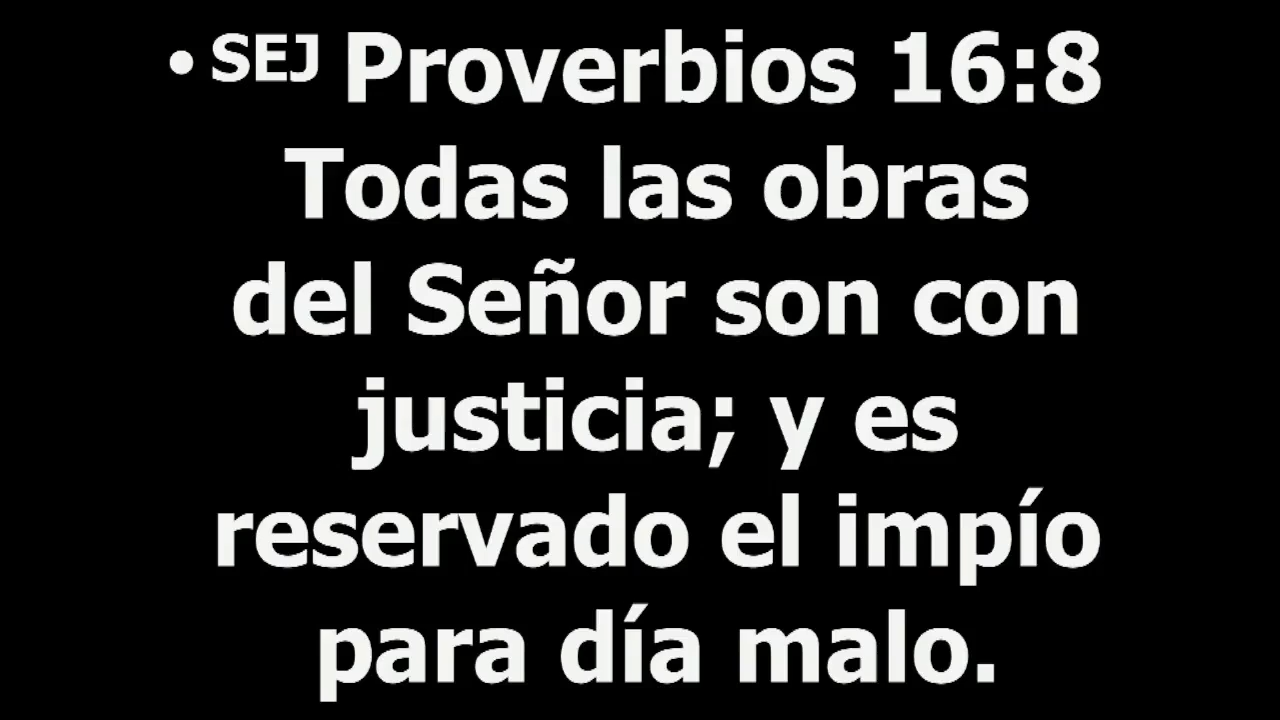 • SEJ Proverbios 16:8
Todas las obras
del Señor son con
justicia; y es
reservado el impío
para día malo.